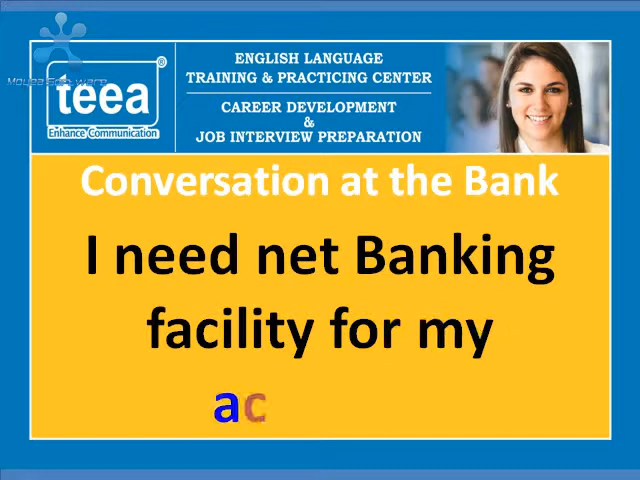 teea®
Enhance Communication
ENGLISH LANGUAGE
TRAINING & PRACTICING CENTER
CAREER DEVELOPMENT
&
JOB INTERVIEW PREPARATION
Conversation at the Bank
I need net Banking
facility for my
ac